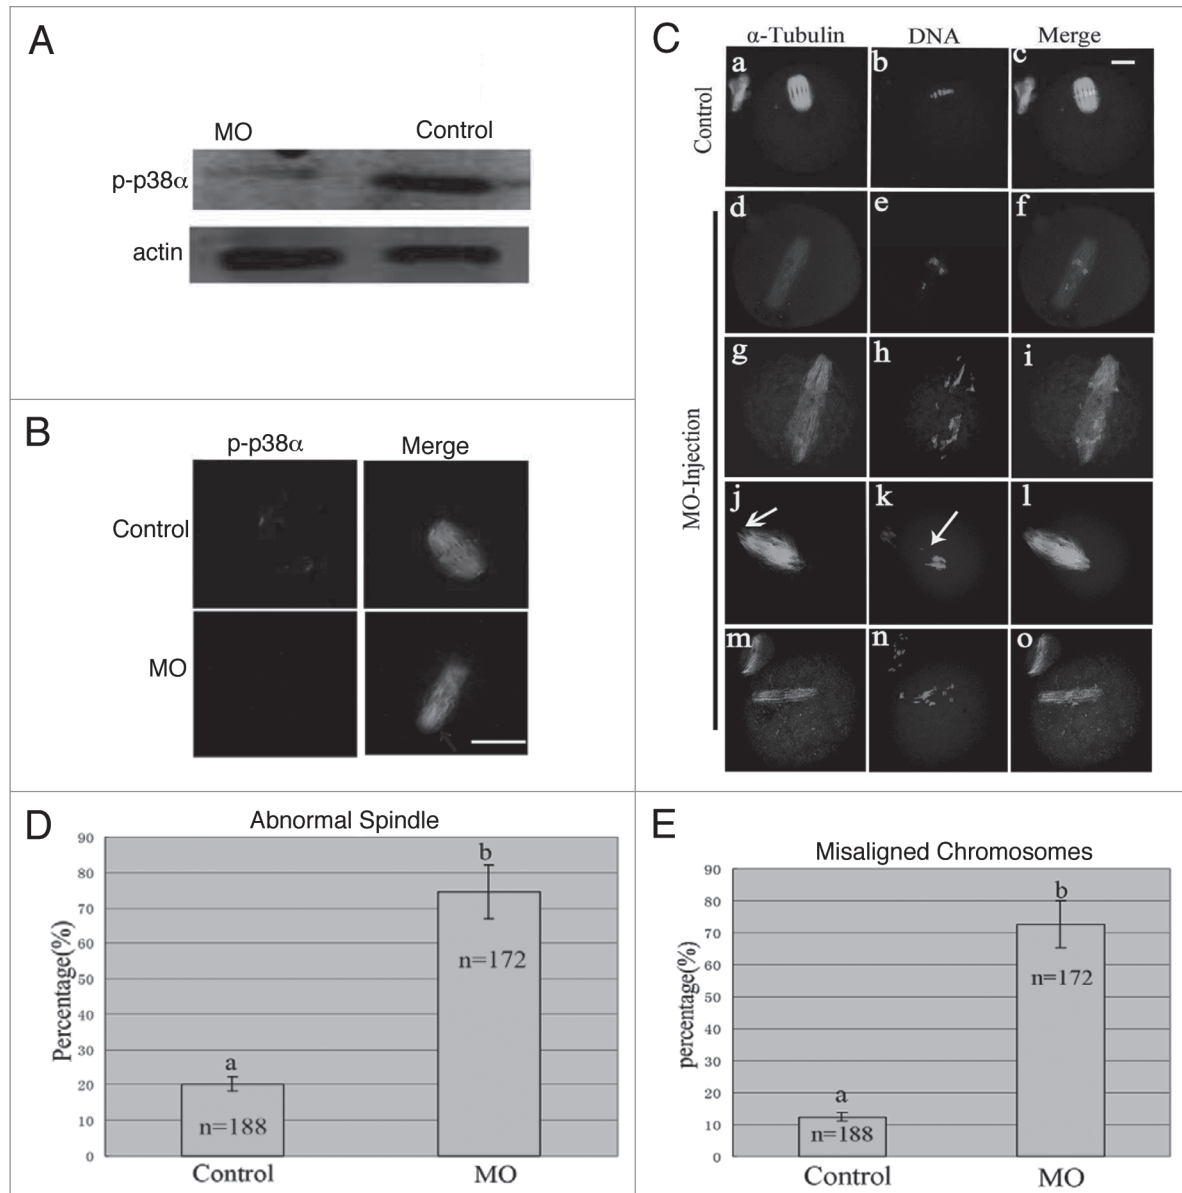 A
MO
Control
p-p38α
actin
B
p-p38α
Merge
Control
MO
C
α-Tubulin
DNA
Merge
Control
MO-Injection
a
b
c
d
e
f
g
h
i
j
k
l
m
n
o
D
Abnormal Spindle
Percentage(%)
90
80
70
60
50
40
30
20
10
0
a
n=188
b
n=172
Control
MO
E
Misaligned Chromosomes
percentage(%)
90
80
70
60
50
40
30
20
10
0
a
n=188
b
n=172
Control
MO